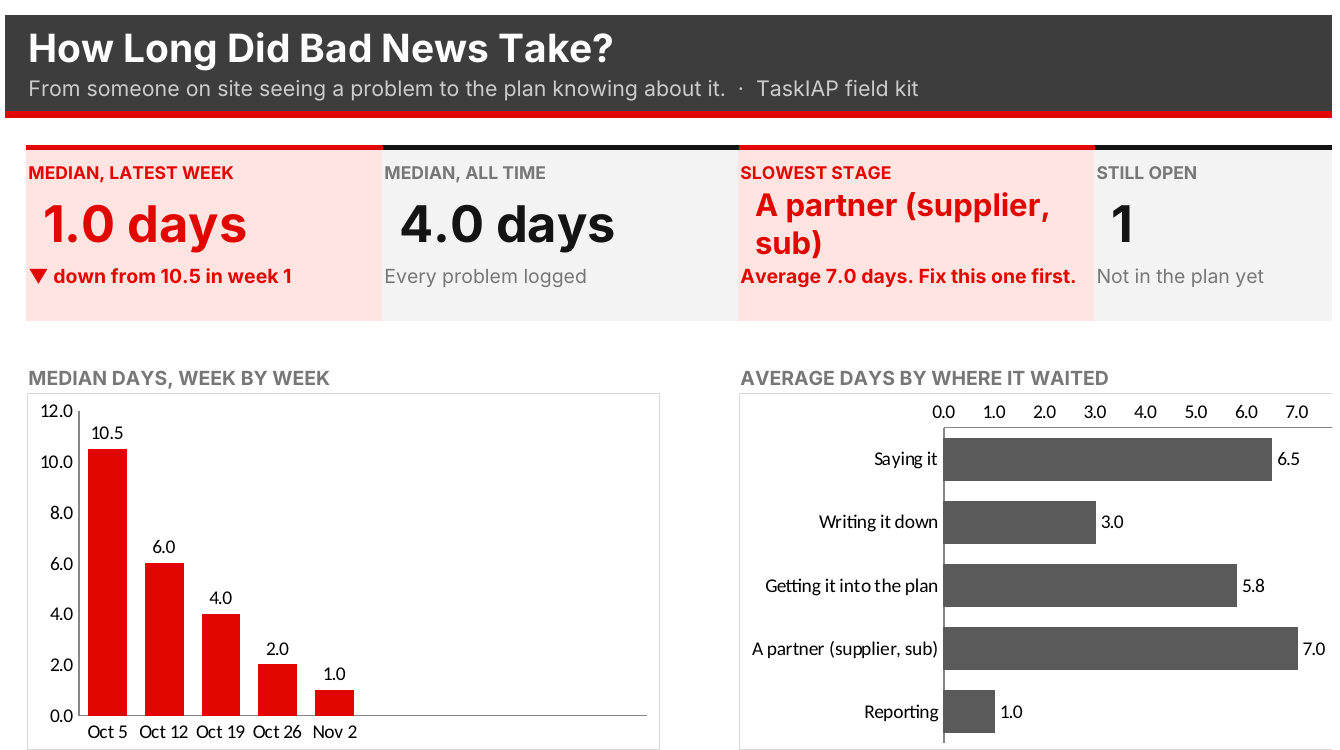 How Long Did Bad News Take?
From someone on site seeing a problem to the plan knowing about it. · TaskIAP field kit
MEDIAN, LATEST WEEK
1.0 days
▼ down from 10.5 in week 1
MEDIAN, ALL TIME
4.0 days
Every problem logged
SLOWEST STAGE
A partner (supplier,
sub)
Average 7.0 days. Fix this one first.
STILL OPEN
1
Not in the plan yet
MEDIAN DAYS, WEEK BY WEEK
12.0
10.0
8.0
6.0
4.0
2.0
0.0
10.5
6.0
4.0
2.0
1.0
Oct 5 Oct 12 Oct 19 Oct 26 Nov 2
AVERAGE DAYS BY WHERE IT WAITED
0.0 1.0 2.0 3.0 4.0 5.0 6.0 7.0
Saying it 6.5
Writing it down 3.0
Getting it into the plan 5.8
A partner (supplier, sub) 7.0
Reporting 1.0